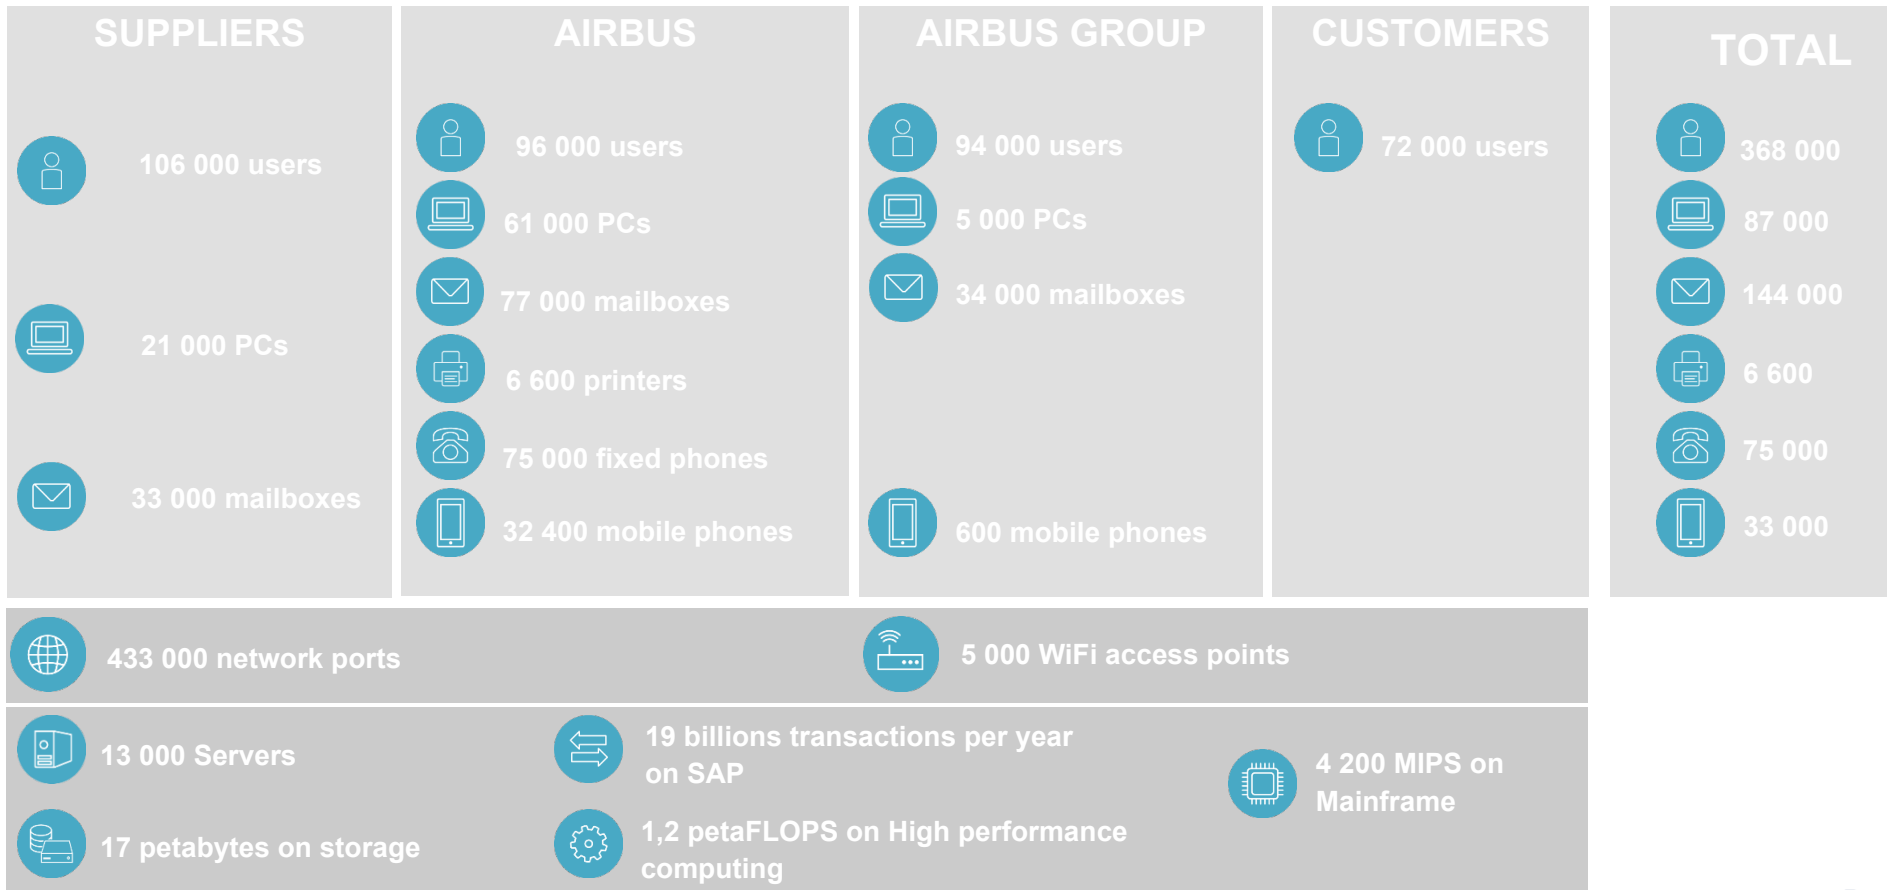 SUPPLIERS
106 000 users
21 000 PCs
33 000 mailboxes
AIRBUS
96 000 users
61 000 PCs
77 000 mailboxes
6 600 printers
75 000 fixed phones
32 400 mobile phones
AIRBUS GROUP
94 000 users
5 000 PCs
34 000 mailboxes
600 mobile phones
CUSTOMERS
72 000 users
TOTAL
368 000
87 000
144 000
6 600
75 000
33 000
433 000 network ports
5 000 WiFi access points
13 000 Servers
17 petabytes on storage
19 billions transactions per year
on SAP
1,2 petaFLOPS on High performance
computing
4 200 MIPS on
Mainframe